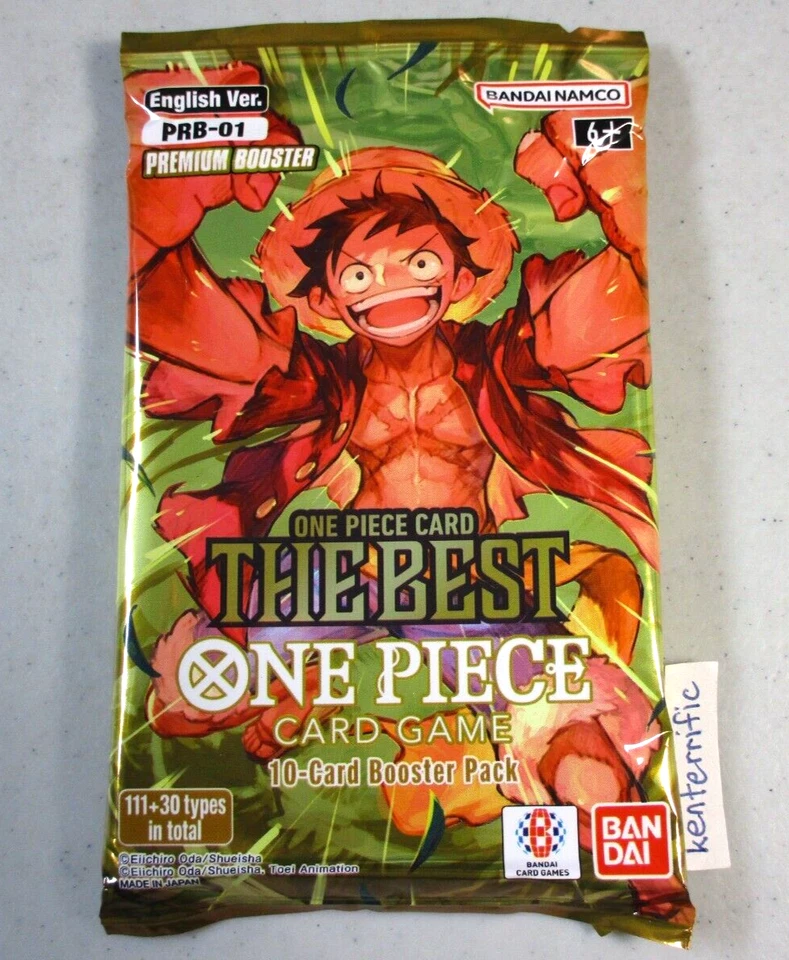 English Ver.
PRB-01
PREMIUM BOOSTER
BANDAI NAMCO
6+
ONE PIECE CARD
THE BEST
ONE PIECE
CARD GAME
10-Card Booster Pack
111+30 types
in total
BANDAI
CARD GAMES
BAN
DAI
©Eiichiro Oda/Shueisha
©Eiichiro Oda/Shueisha, Toei Animation
MADE IN JAPAN
kenterrific